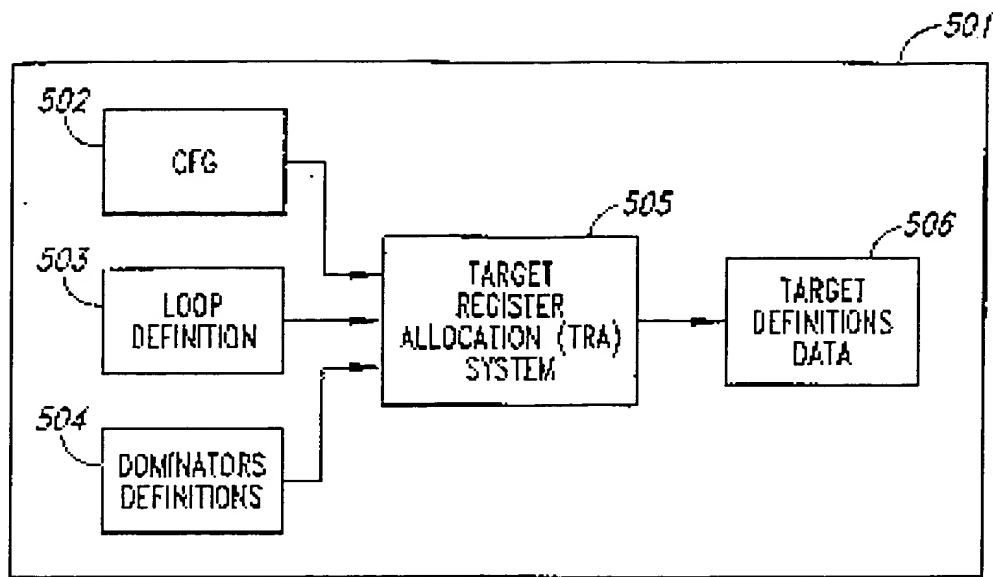 501
502
CFG
503
LOOP
DEFINITION
504
DOMINATORS
DEFINITIONS
505
TARGET
REGISTER
ALLOCATION (TRA)
SYSTEM
506
TARGET
DEFINITIONS
DATA